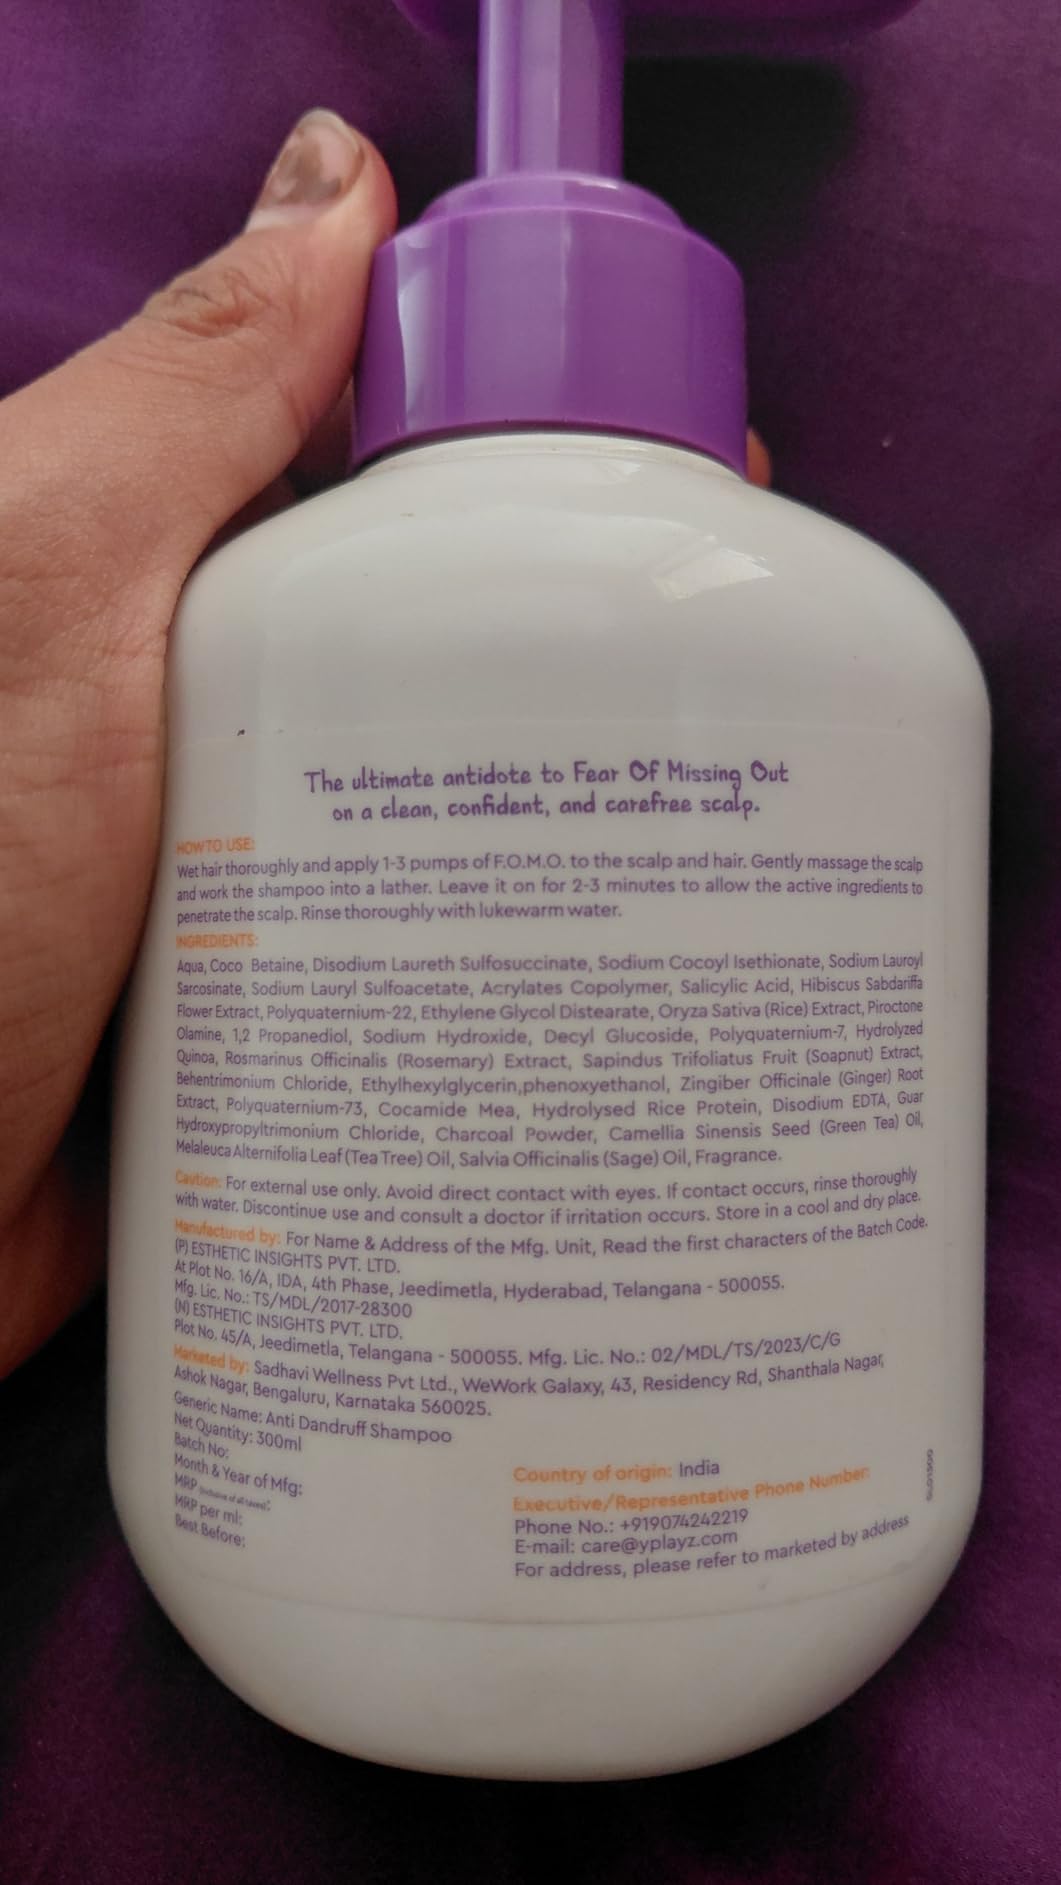 The ultimate antidote to Fear Of Missing Out
on a clean, confident, and carefree scalp.
HOW TO USE:
Wet hair thoroughly and apply 1-3 pumps of F.O.M.O. to the scalp and hair. Gently massage the scalp
and work the shampoo into a lather. Leave it on for 2-3 minutes to allow the active ingredients to
penetrate the scalp. Rinse thoroughly with lukewarm water.
INGREDIENTS:
Aqua, Coco Betaine, Disodium Laureth Sulfosuccinate, Sodium Cocoyl Isethionate, Sodium Lauroyl
Sarcosinate, Sodium Lauryl Sulfoacetate, Acrylates Copolymer, Salicylic Acid, Hibiscus Sabdariffa
Flower Extract, Polyquaternium-22, Ethylene Glycol Distearate, Oryza Sativa (Rice) Extract, Piroctone
Olamine, 1,2 Propanediol, Sodium Hydroxide, Decyl Glucoside, Polyquaternium-7, Hydrolyzed
Quinoa, Rosmarinus Officinalis (Rosemary) Extract, Sapindus Trifoliatus Fruit (Soapnut) Extract,
Behentrimonium Chloride, Ethylhexylglycerin,phenoxyethanol, Zingiber Officinale (Ginger) Root
Extract, Polyquaternium-73, Cocamide Mea, Hydrolysed Rice Protein, Disodium EDTA, Guar
Hydroxypropyltrimonium Chloride, Charcoal Powder, Camellia Sinensis Seed (Green Tea) Oil,
Melaleuca Alternifolia Leaf (Tea Tree) Oil, Salvia Officinalis (Sage) Oil, Fragrance.
Caution: For external use only. Avoid direct contact with eyes. If contact occurs, rinse thoroughly
with water. Discontinue use and consult a doctor if irritation occurs. Store in a cool and dry place.
Manufactured by: For Name & Address of the Mfg. Unit, Read the first characters of the Batch Code.
(P) ESTHETIC INSIGHTS PVT. LTD.
At Plot No. 16/A, IDA, 4th Phase, Jeedimetla, Hyderabad, Telangana - 500055.
Mfg. Lic. No.: TS/MDL/2017-28300
(N) ESTHETIC INSIGHTS PVT. LTD.
Plot No. 45/A, Jeedimetla, Telangana - 500055. Mfg. Lic. No.: 02/MDL/TS/2023/C/G
Marketed by: Sadhavi Wellness Pvt Ltd., WeWork Galaxy, 43, Residency Rd, Shanthala Nagar,
Ashok Nagar, Bengaluru, Karnataka 560025.
Generic Name: Anti Dandruff Shampoo
Net Quantity: 300ml
Batch No:
Month & Year of Mfg:
MRP (inclusive of all taxes):
MRP per ml:
Best Before:
Country of origin: India
Executive/Representative Phone Number:
Phone No.: +919074242219
E-mail: care@yplayz.com
For address, please refer to marketed by address